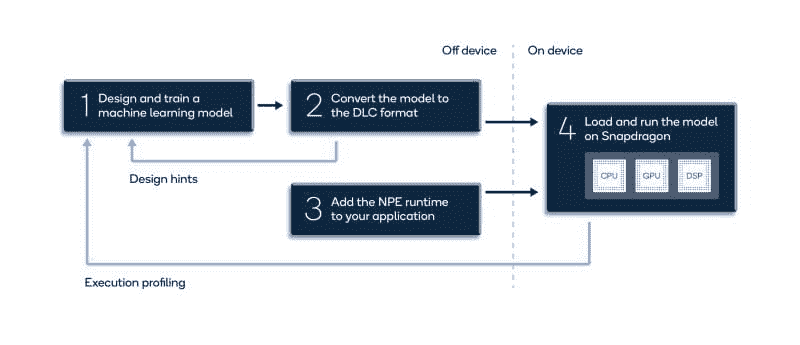 Off device
On device
1
Design and train a
machine learning model
2
Convert the model to
the DLC format
4
Load and run the model
on Snapdragon
CPU
GPU
DSP
Design hints
3
Add the NPE runtime
to your application
Execution profiling